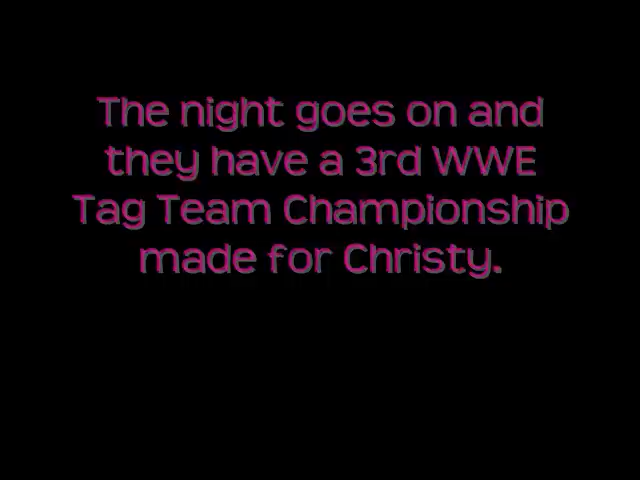 The night goes on and
they have a 3rd WWE
Tag Team Championship
made for Christy.